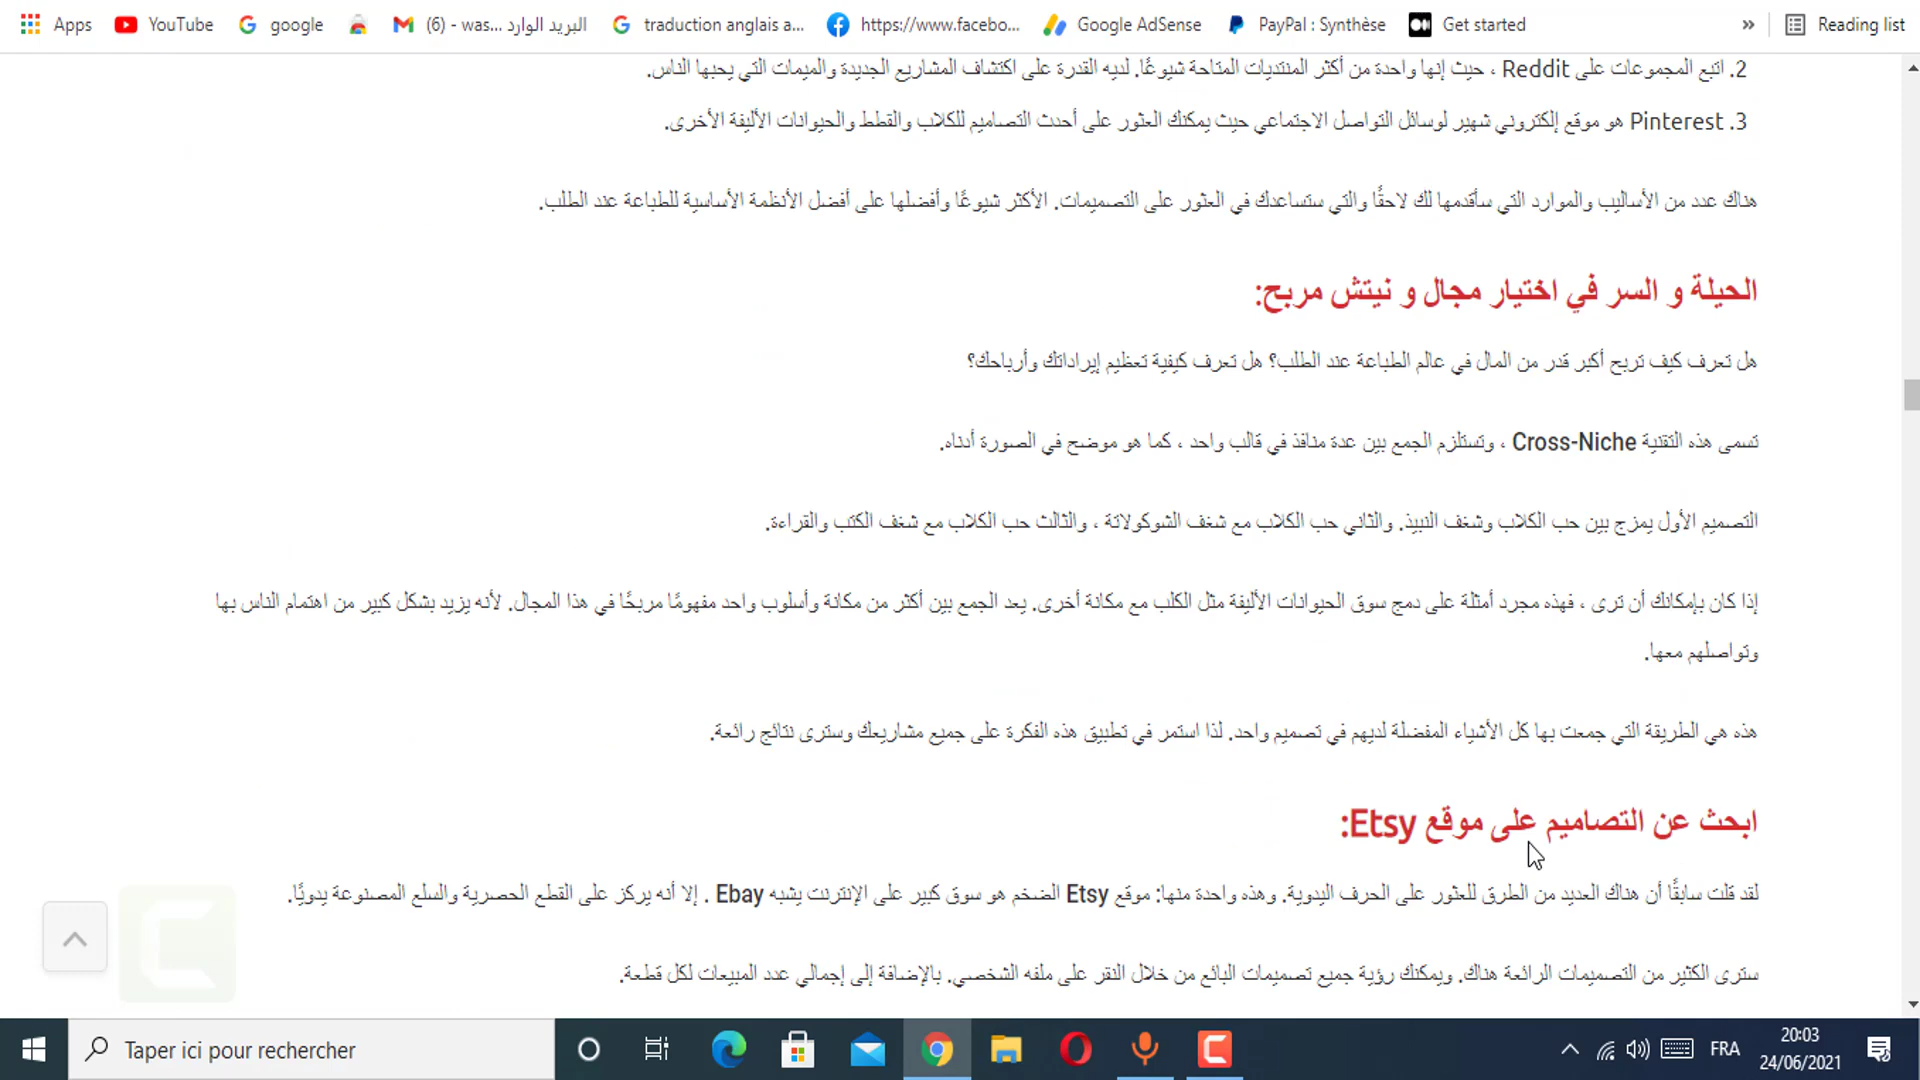 Apps YouTube google (6) - was... البريد الوارد traduction anglais a... https://www.facebo... Google AdSense PayPal : Synthèse Get started » Reading list
2. اتبع المجموعات على Reddit ، حيث إنها واحدة من أكثر المنتديات المتاحة شيوعًا. لديه القدرة على اكتشاف المشاريع الجديدة والميمات التي يحبها الناس.
3. Pinterest هو موقع إلكتروني شهير لوسائل التواصل الاجتماعي حيث يمكنك العثور على أحدث التصاميم للكلاب والقطط والحيوانات الأليفة الأخرى.
هناك عدد من الأساليب والموارد التي سأقدمها لك لاحقًا والتي ستساعدك في العثور على التصميمات. الأكثر شيوعًا وأفضلها على أفضل الأنظمة الأساسية للطباعة عند الطلب.
الحيلة و السر في اختيار مجال و نيتش مربح:
هل تعرف كيف تربح أكبر قدر من المال في عالم الطباعة عند الطلب؟ هل تعرف كيفية تعظيم إيراداتك وأرباحك؟
تسمى هذه التقنية Cross-Niche ، وتستلزم الجمع بين عدة منافذ في قالب واحد ، كما هو موضح في الصورة أدناه.
التصميم الأول يمزج بين حب الكلاب وشغف النبيذ. والثاني حب الكلاب مع شغف الشوكولاتة ، والثالث حب الكلاب مع شغف الكتب والقراءة.
إذا كان بإمكانك أن ترى ، فهذه مجرد أمثلة على دمج سوق الحيوانات الأليفة مثل الكلب مع مكانة أخرى. يعد الجمع بين أكثر من مكانة وأسلوب واحد مفهومًا مربحًا في هذا المجال. لأنه يزيد بشكل كبير من اهتمام الناس بها
وتواصلهم معها.
هذه هي الطريقة التي جمعت بها كل الأشياء المفضلة لديهم في تصميم واحد. لذا استمر في تطبيق هذه الفكرة على جميع مشاريعك وسترى نتائج رائعة.
ابحث عن التصاميم على موقع Etsy:
لقد قلت سابقًا أن هناك العديد من الطرق للعثور على الحرف اليدوية. وهذه واحدة منها: موقع Etsy الضخم هو سوق كبير على الإنترنت يشبه Ebay . إلا أنه يركز على القطع الحصرية والسلع المصنوعة يدويًا.
سترى الكثير من التصميمات الرائعة هناك. ويمكنك رؤية جميع تصميمات البائع من خلال النقر على ملفه الشخصي. بالإضافة إلى إجمالي عدد المبيعات لكل قطعة.
Taper ici pour rechercher
FRA
20:03
24/06/2021